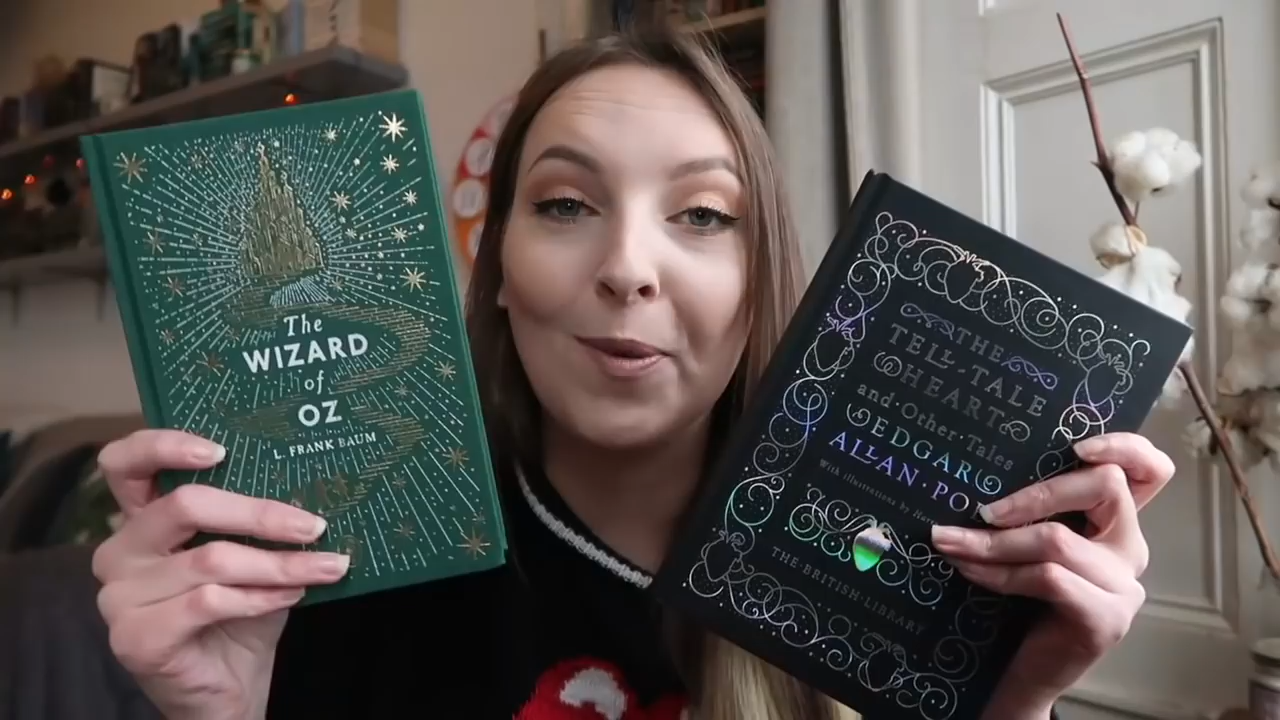 The
WIZARD
of
OZ
L. FRANK BAUM
THE
TELL-TALE
HEART
and Other Tales
EDGAR
ALLAN PO
With illustrations by
THE BRITISH LIBRARY